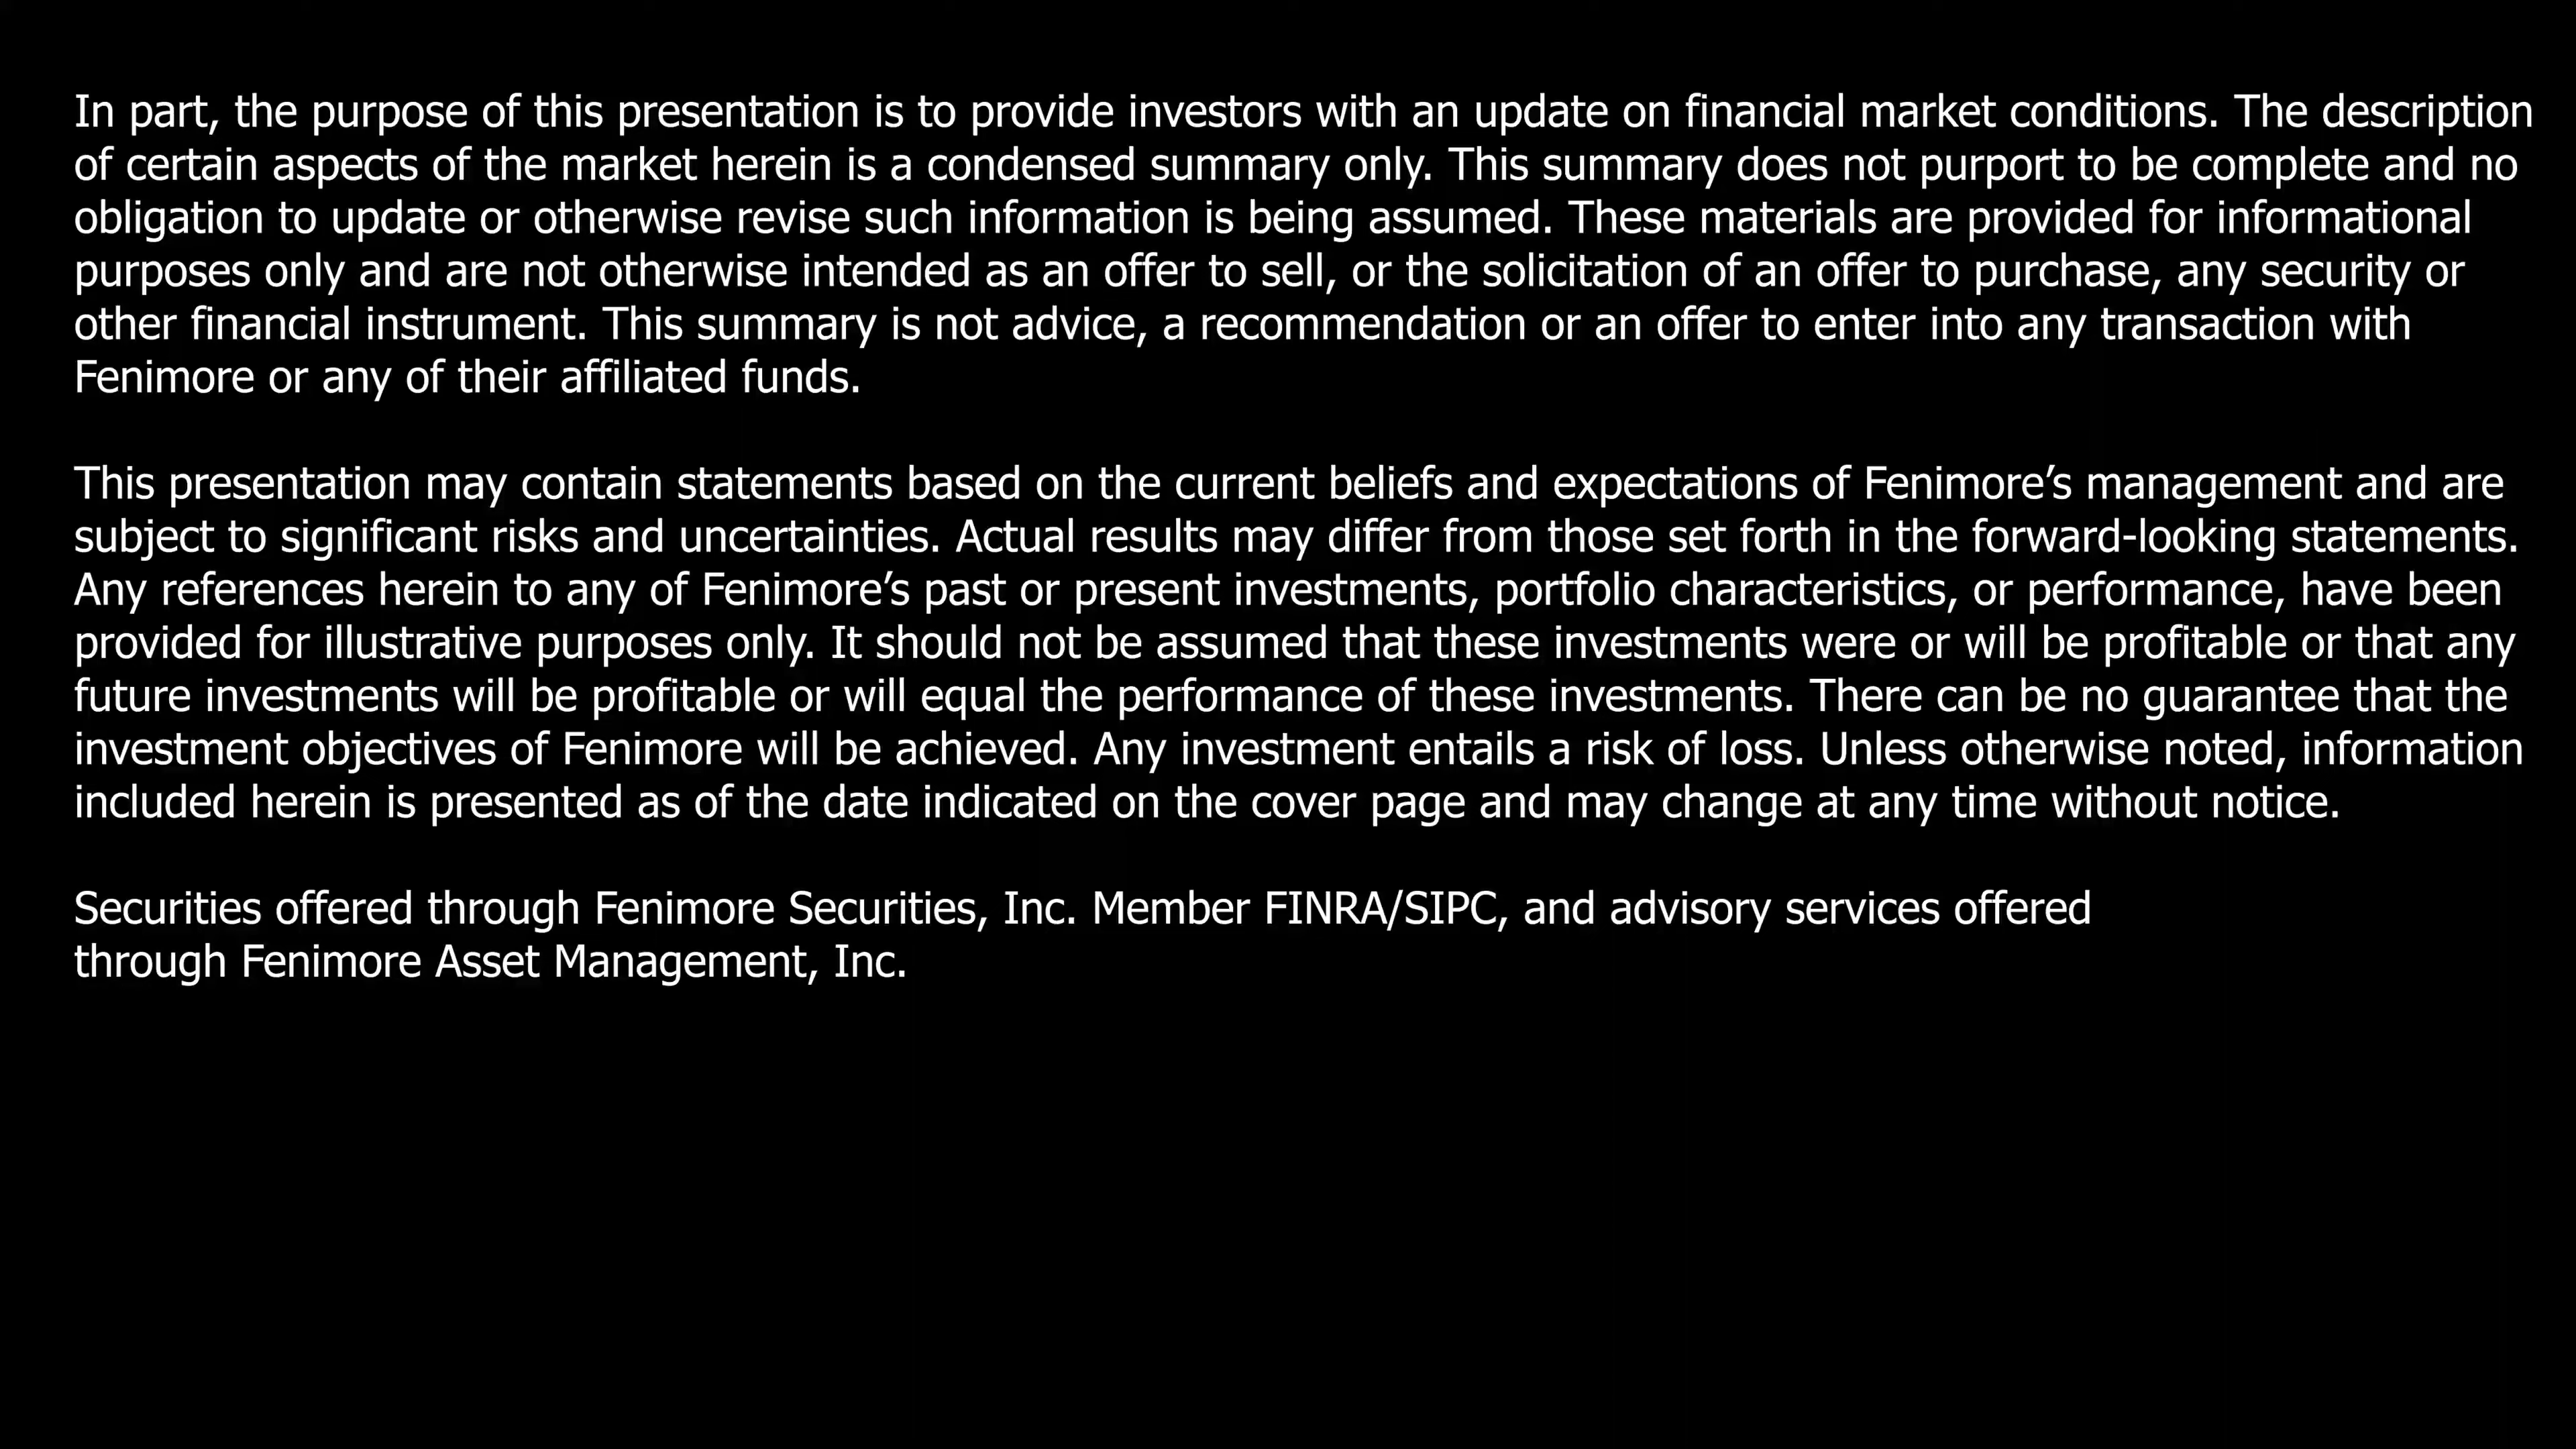 In part, the purpose of this presentation is to provide investors with an update on financial market conditions. The description
of certain aspects of the market herein is a condensed summary only. This summary does not purport to be complete and no
obligation to update or otherwise revise such information is being assumed. These materials are provided for informational
purposes only and are not otherwise intended as an offer to sell, or the solicitation of an offer to purchase, any security or
other financial instrument. This summary is not advice, a recommendation or an offer to enter into any transaction with
Fenimore or any of their affiliated funds.

This presentation may contain statements based on the current beliefs and expectations of Fenimore’s management and are
subject to significant risks and uncertainties. Actual results may differ from those set forth in the forward-looking statements.
Any references herein to any of Fenimore’s past or present investments, portfolio characteristics, or performance, have been
provided for illustrative purposes only. It should not be assumed that these investments were or will be profitable or that any
future investments will be profitable or will equal the performance of these investments. There can be no guarantee that the
investment objectives of Fenimore will be achieved. Any investment entails a risk of loss. Unless otherwise noted, information
included herein is presented as of the date indicated on the cover page and may change at any time without notice.

Securities offered through Fenimore Securities, Inc. Member FINRA/SIPC, and advisory services offered
through Fenimore Asset Management, Inc.